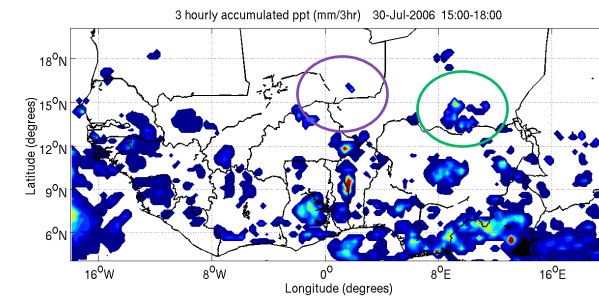 3 hourly accumulated ppt (mm/3hr) 30-Jul-2006 15:00-18:00
18°N
15°N
12°N
9°N
6°N
Latitude (degrees)
16°W
8°W
0°
8°E
16°E
Longitude (degrees)